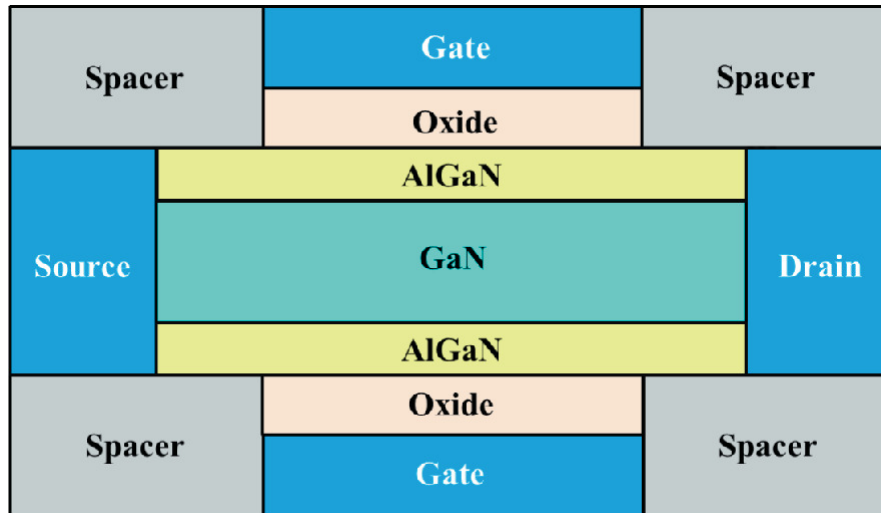 Spacer
Gate
Spacer
Oxide
AlGaN
Source
GaN
Drain
AlGaN
Oxide
Spacer
Gate
Spacer